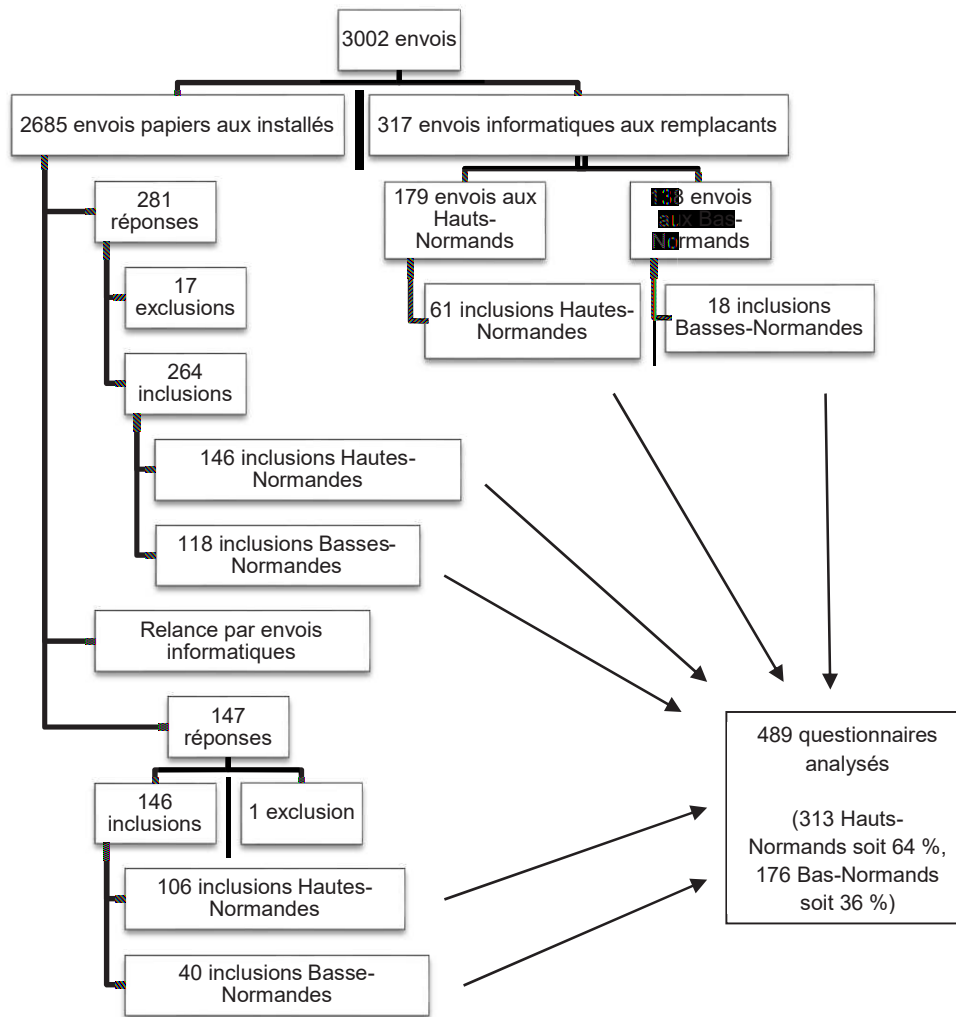 3002 envois
2685 envois papiers aux installés
317 envois informatiques aux remplacants
281
réponses
17
exclusions
264
inclusions
146 inclusions Hautes-
Normandes
118 inclusions Basses-
Normandes
Relance par envois
informatiques
147
réponses
146
inclusions
1 exclusion
106 inclusions Hautes-
Normandes
40 inclusions Basse-
Normandes
179 envois aux
Hauts-
Normands
61 inclusions Hautes-
Normandes
138 envois
aux Bas-
Normands
18 inclusions
Basses-Normandes
489 questionnaires
analysés
(313 Hauts-
Normands soit 64 %,
176 Bas-Normands
soit 36 %)